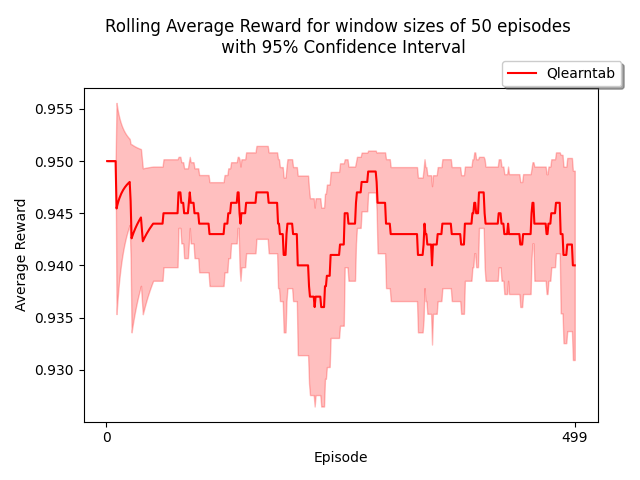 Rolling Average Reward for window sizes of 50 episodes
with 95% Confidence Interval
Qlearntab
0.955
0.950
0.945
0.940
0.935
0.930
Average Reward
0
499
Episode